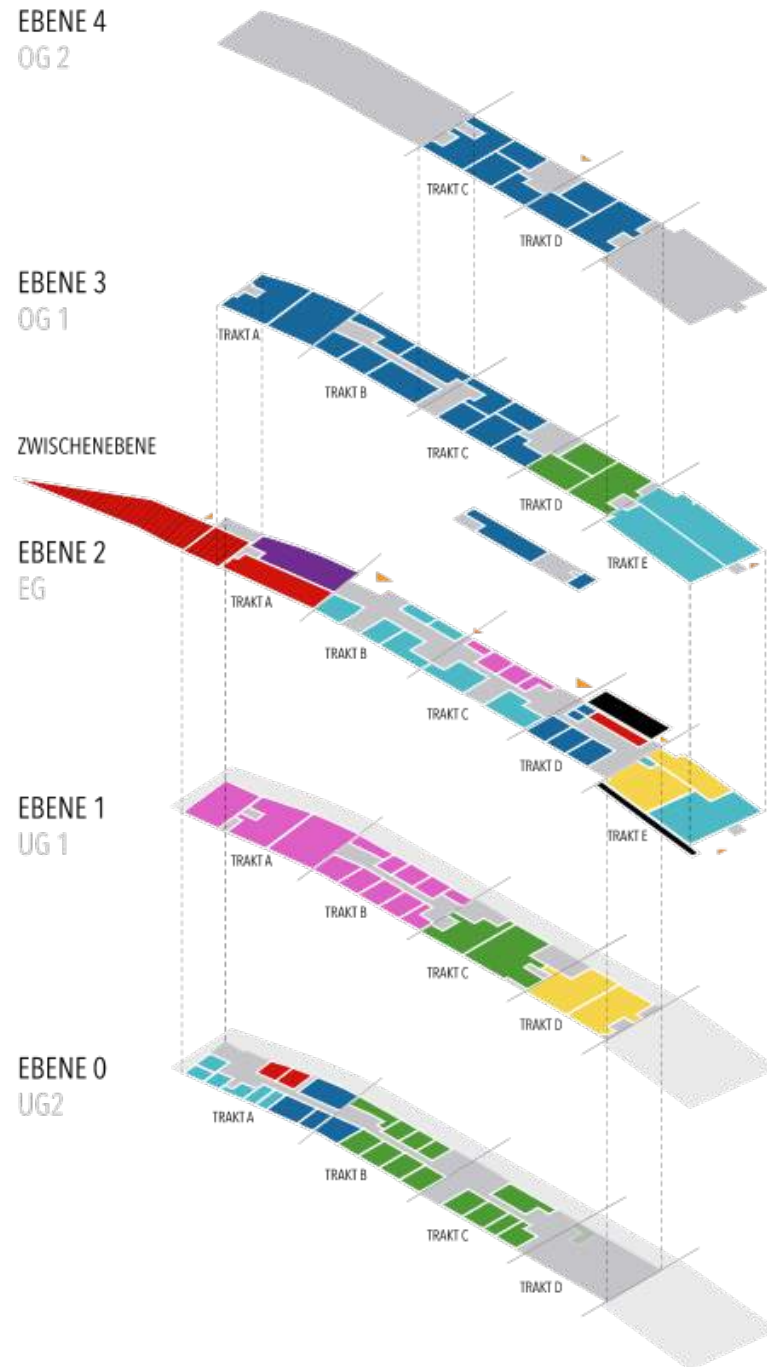 EBENE 4
OG 2
TRAKT C
TRAKT D
EBENE 3
OG 1
TRAKT A
TRAKT B
TRAKT C
TRAKT D
TRAKT E
ZWISCHENEBENE
EBENE 2
EG
TRAKT A
TRAKT B
TRAKT C
TRAKT D
TRAKT E
EBENE 1
UG 1
TRAKT A
TRAKT B
TRAKT C
TRAKT D
EBENE 0
UG2
TRAKT A
TRAKT B
TRAKT C
TRAKT D